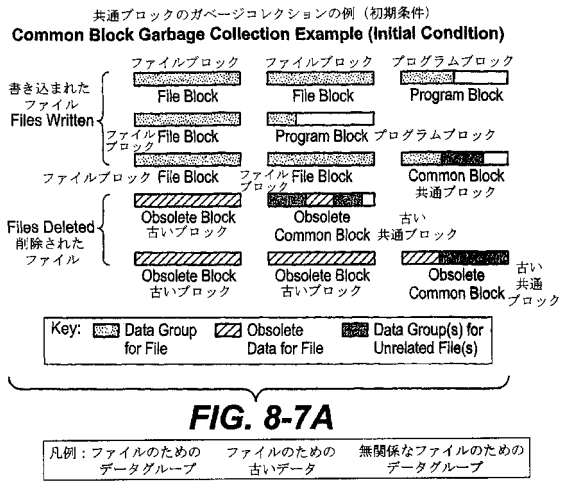 共通ブロックのガベージコレクションの例（初期条件）
Common Block Garbage Collection Example (Initial Condition)
ファイルブロック ファイルブロック プログラムブロック
書き込まれた
ファイル
Files Written
File Block File Block Program Block
ファイル
ブロック
File Block Program Block プログラムブロック
ファイルブロック File Block
ファイル
ブロック
File Block Common Block
共通ブロック
Files Deleted
削除された
ファイル
Obsolete Block
古いブロック
Obsolete
Common Block
古い
共通ブロック
Obsolete Block
古いブロック
Obsolete Block
古いブロック
Obsolete
Common Block
古い
共通
ブロック
Key: Data Group
for File
Obsolete
Data for File
Data Group(s) for
Unrelated File(s)
FIG. 8-7A
凡例：ファイルのための
データグループ
ファイルのための
古いデータ
無関係なファイルのための
データグループ